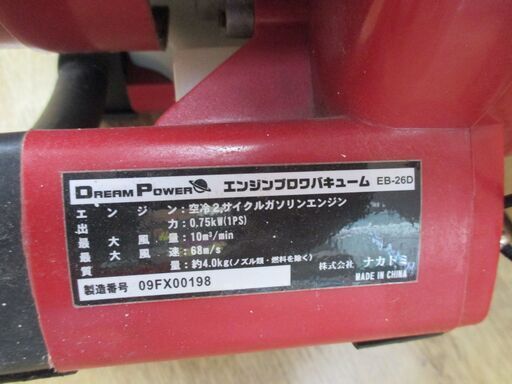 DREAM POWER エンジンブロワバキューム EB-26D
エンジン：空冷2サイクルガソリンエンジン
出力：0.75kW(1PS)
最大風量：10m³/min
最大風速：68m/s
質量：約4.0kg(ノズル類・燃料を除く)
株式会社 ナカトミ
製造番号 09FX00198
MADE IN CHINA